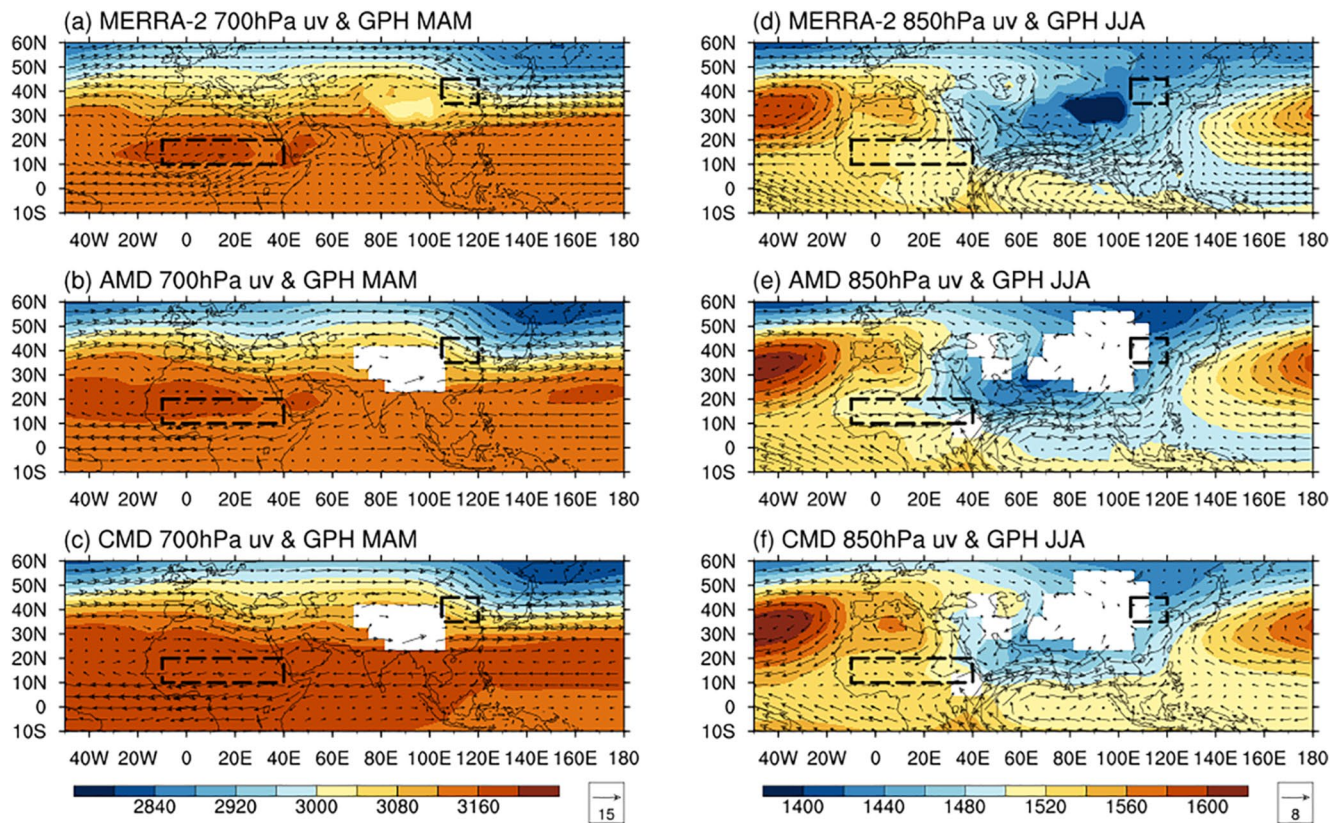 (a) MERRA-2 700hPa uv & GPH MAM
60N
50N
40N
30N
20N
10N
0
10S
40W 20W 0 20E 40E 60E 80E 100E 120E 140E 160E 180
(d) MERRA-2 850hPa uv & GPH JJA
60N
50N
40N
30N
20N
10N
0
10S
40W 20W 0 20E 40E 60E 80E 100E 120E 140E 160E 180
(b) AMD 700hPa uv & GPH MAM
60N
50N
40N
30N
20N
10N
0
10S
40W 20W 0 20E 40E 60E 80E 100E 120E 140E 160E 180
(e) AMD 850hPa uv & GPH JJA
60N
50N
40N
30N
20N
10N
0
10S
40W 20W 0 20E 40E 60E 80E 100E 120E 140E 160E 180
(c) CMD 700hPa uv & GPH MAM
60N
50N
40N
30N
20N
10N
0
10S
40W 20W 0 20E 40E 60E 80E 100E 120E 140E 160E 180
(f) CMD 850hPa uv & GPH JJA
60N
50N
40N
30N
20N
10N
0
10S
40W 20W 0 20E 40E 60E 80E 100E 120E 140E 160E 180
2840 2920 3000 3080 3160
15
1400 1440 1480 1520 1560 1600
8